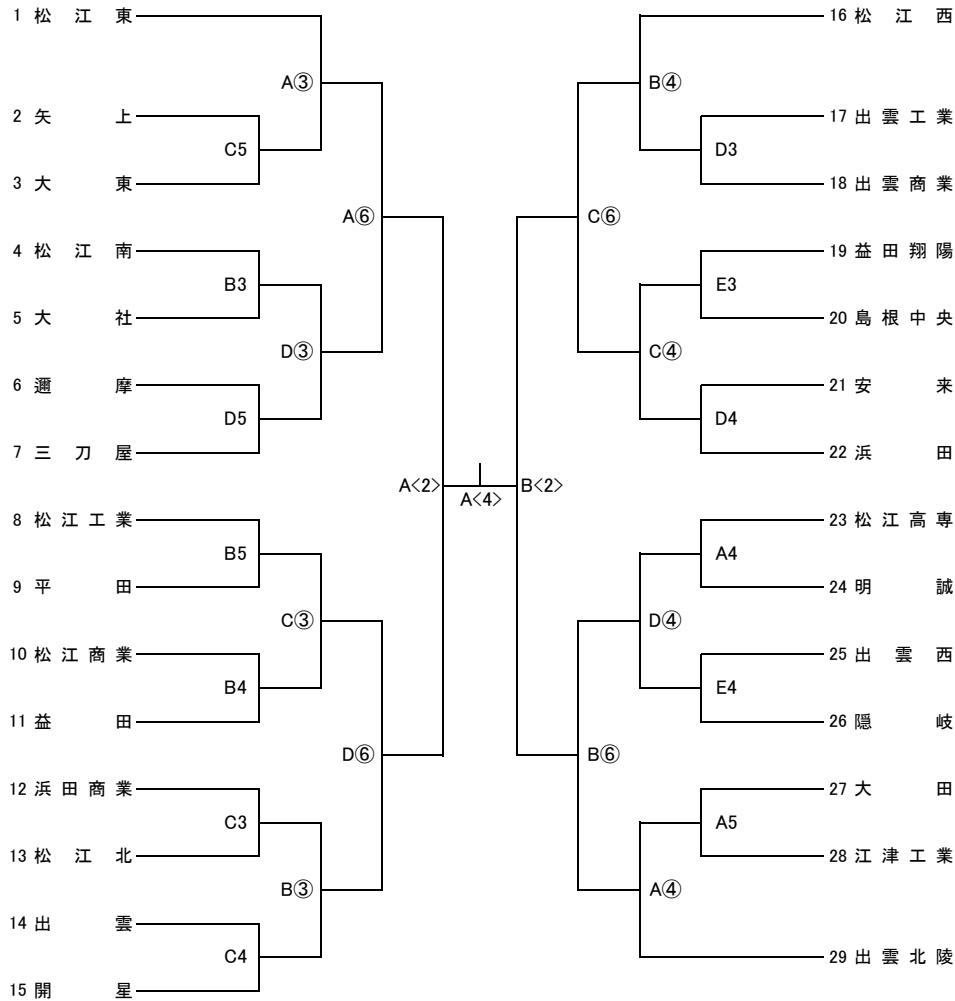 1 松江東
A③
2 矢上
C5
3 大東
A⑥
4 松江南
B3
5 大社
D③
6 邇摩
D5
7 三刀屋
A<2>
8 松江工業
B5
9 平田
C③
10 松江商業
B4
11 益田
D⑥
12 浜田商業
C3
13 松江北
B③
14 出雲
C4
15 開星
A<4>
16 松江西
B④
17 出雲工業
D3
18 出雲商業
C⑥
19 益田翔陽
E3
20 島根中央
C④
21 安来
D4
22 浜田
B<2>
23 松江高専
A4
24 明誠
D④
25 出雲西
E4
26 隠岐
B⑥
27 大田
A5
28 江津工業
A④
29 出雲北陵